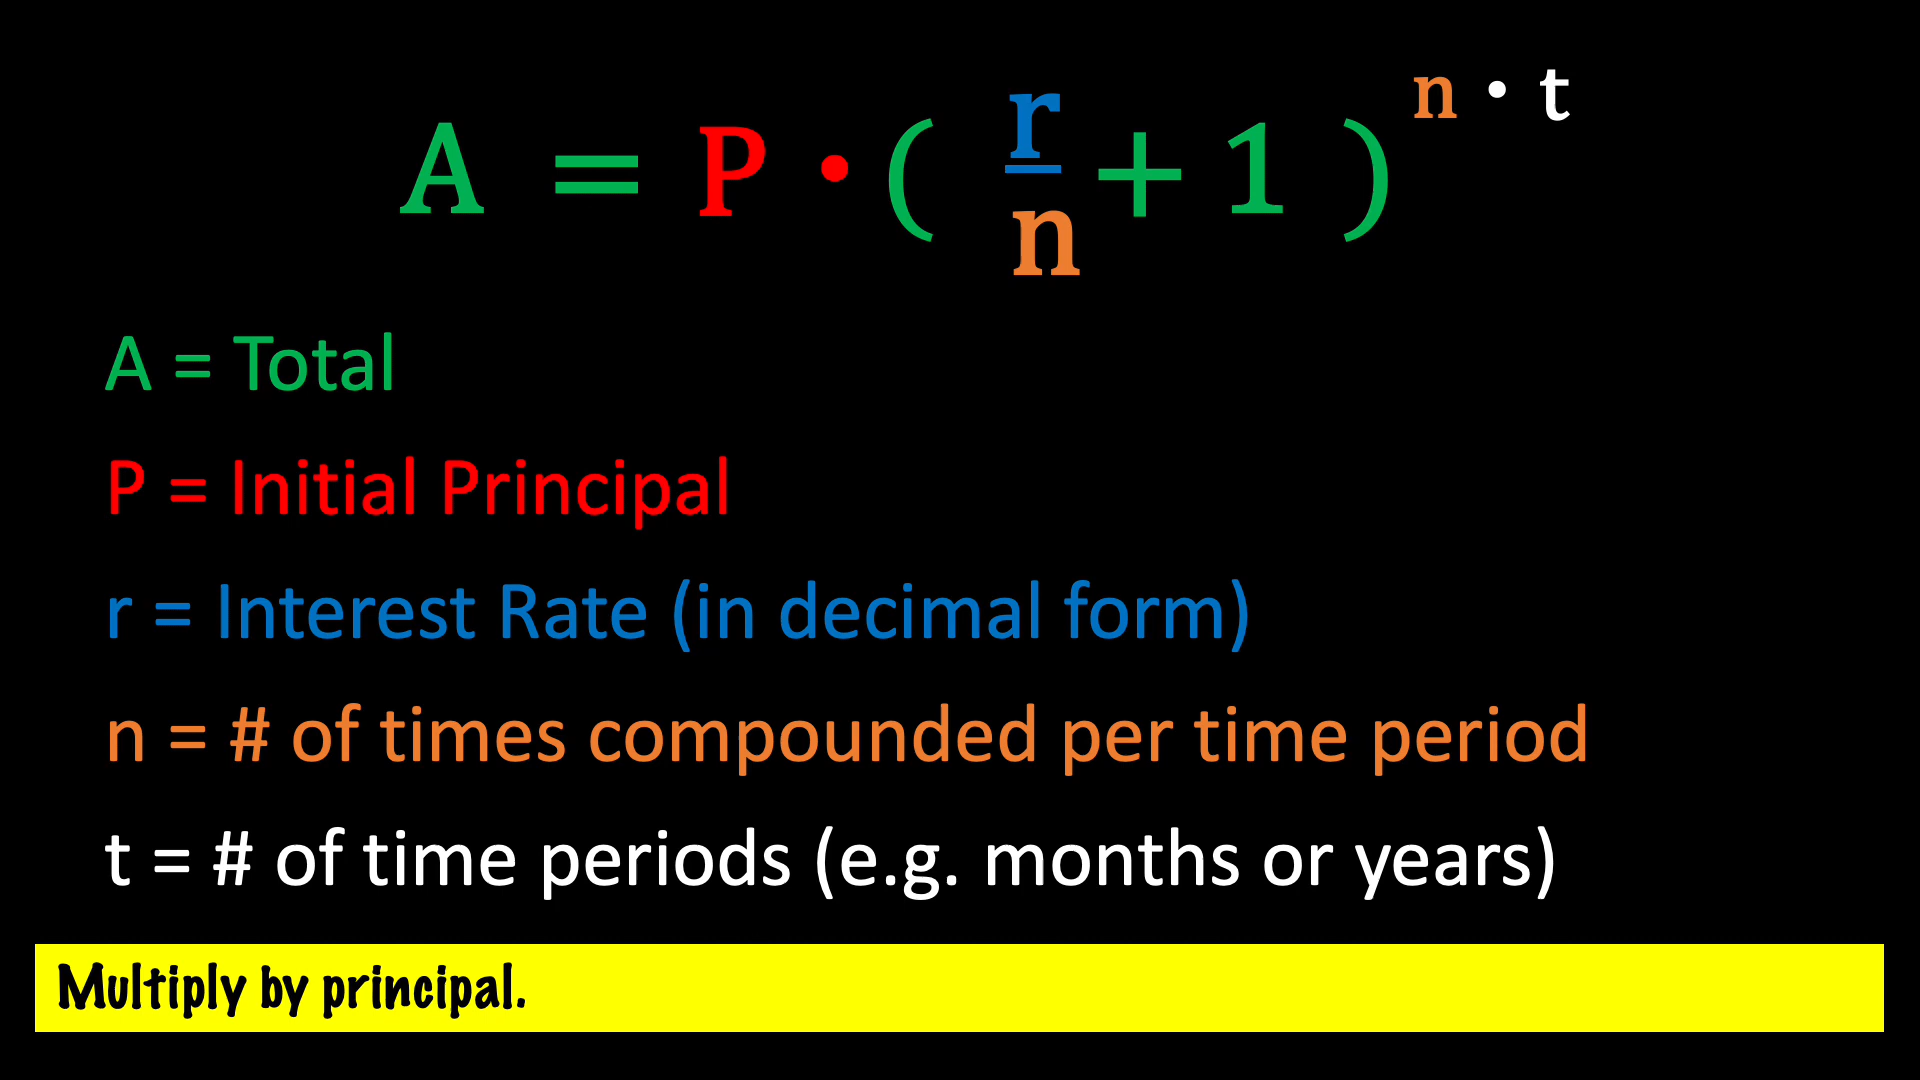 A = P · ( r/n + 1 )^n · t
A = Total
P = Initial Principal
r = Interest Rate (in decimal form)
n = # of times compounded per time period
t = # of time periods (e.g. months or years)
Multiply by principal.